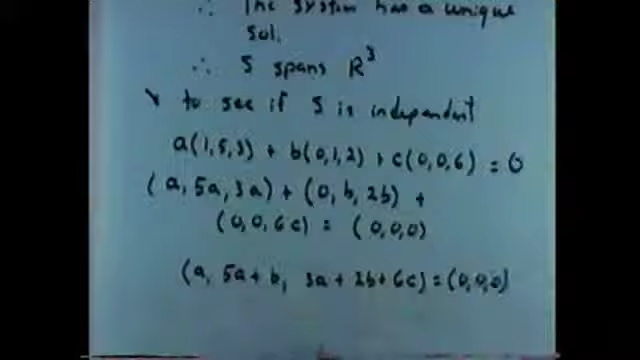 ∴ The system has a unique
sol.
∴ S spans R³
to see if S is independent
a(1,5,3) + b(0,1,2) + c(0,0,6) = 0
(a, 5a, 3a) + (0, b, 2b) +
(0,0,6c) = (0,0,0)
(a, 5a+b, 3a+2b+6c) = (0,0,0)